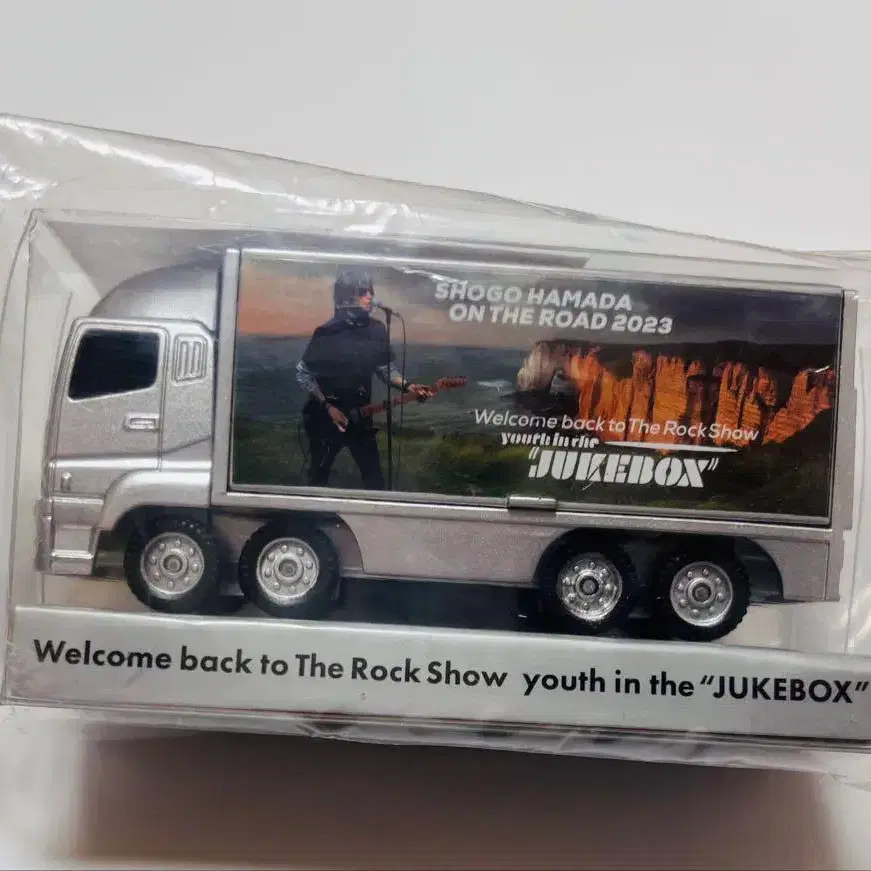 SHOGO HAMADA
ON THE ROAD 2023
Welcome back to The Rock Show
youth in the
"JUKEBOX"
Welcome back to The Rock Show youth in the "JUKEBOX"